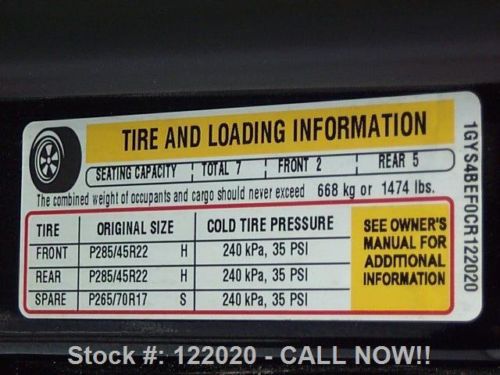 TIRE AND LOADING INFORMATION
SEATING CAPACITY | TOTAL 7 | FRONT 2 | REAR 5
The combined weight of occupants and cargo should never exceed 668 kg or 1474 lbs.
TIRE ORIGINAL SIZE COLD TIRE PRESSURE
FRONT P285/45R22 H 240 kPa, 35 PSI
REAR P285/45R22 H 240 kPa, 35 PSI
SPARE P265/70R17 S 240 kPa, 35 PSI
SEE OWNER'S
MANUAL FOR
ADDITIONAL
INFORMATION
1GYS4BEF0CR122020
Stock #: 122020 - CALL NOW!!